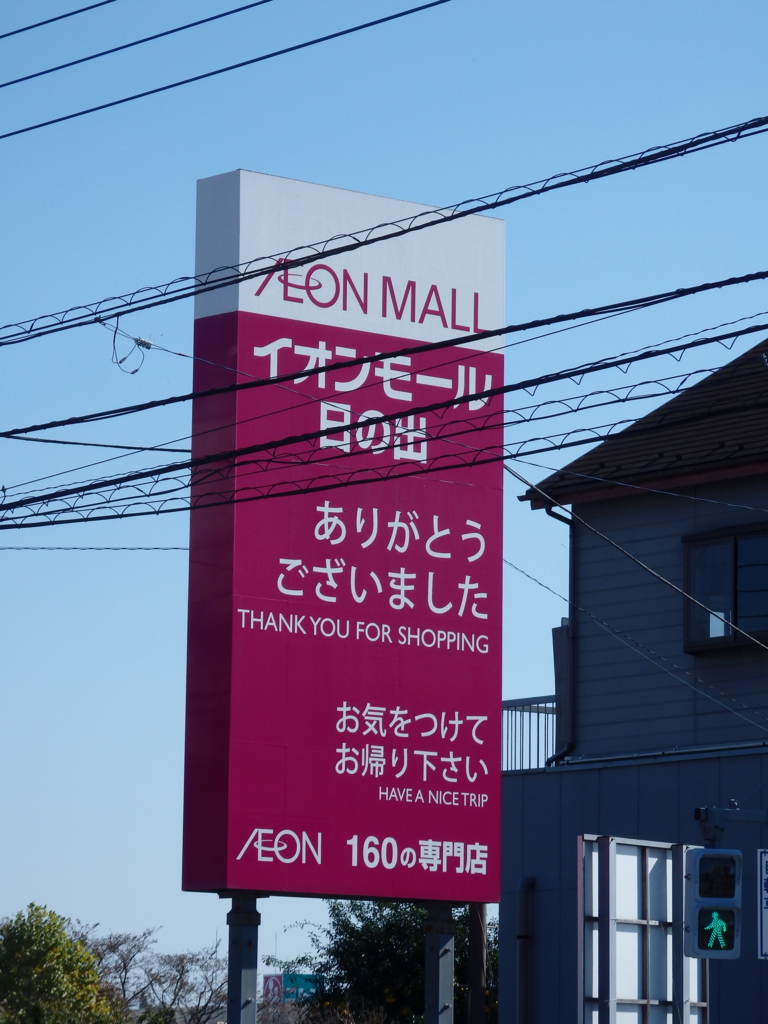 ÆON MALL
イオンモール
日の出
ありがとう
ございました
THANK YOU FOR SHOPPING
お気をつけて
お帰り下さい
HAVE A NICE TRIP
ÆON 160の専門店